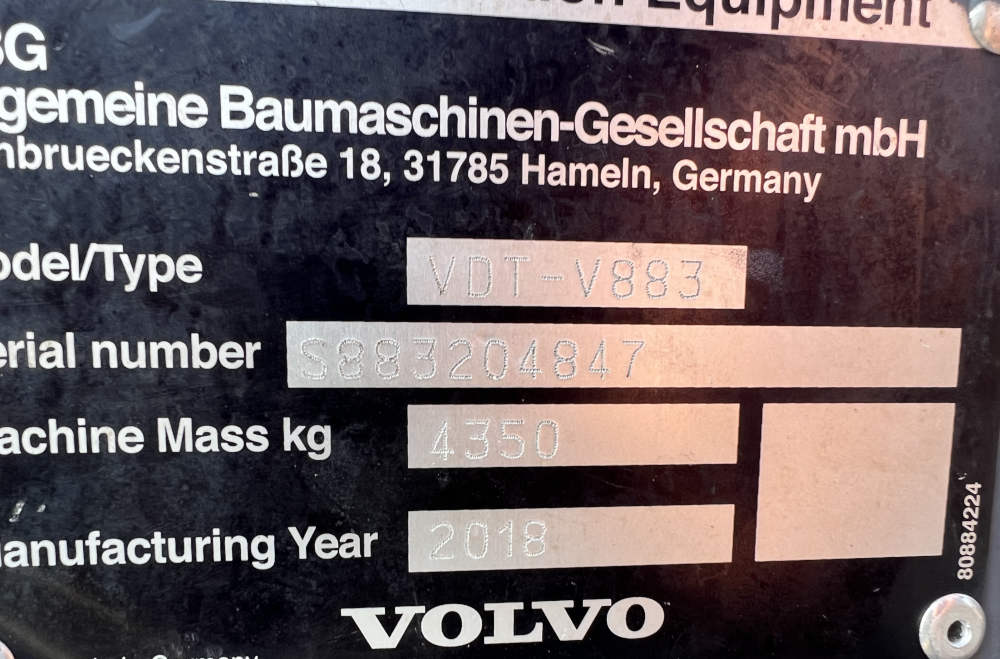 Equipment
BG
gemeine Baumaschinen-Gesellschaft mbH
nbrueckenstraße 18, 31785 Hameln, Germany
odel/Type VDT-V883
erial number S883204847
achine Mass kg 4350
anufacturing Year 2018
80884224
VOLVO